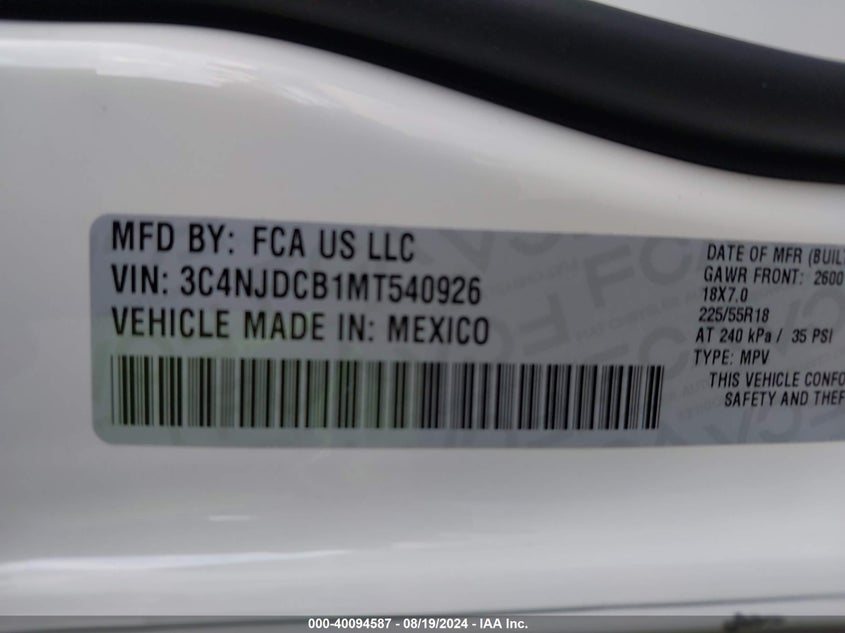 MFD BY: FCA US LLC
VIN: 3C4NJDCB1MT540926
VEHICLE MADE IN: MEXICO
DATE OF MFR (BUILT
GAWR FRONT: 2600
18X7.0
225/55R18
AT 240 kPa / 35 PSI
TYPE: MPV
THIS VEHICLE CONFO
SAFETY AND THEF
000-40094587 - 08/19/2024 - IAA Inc.